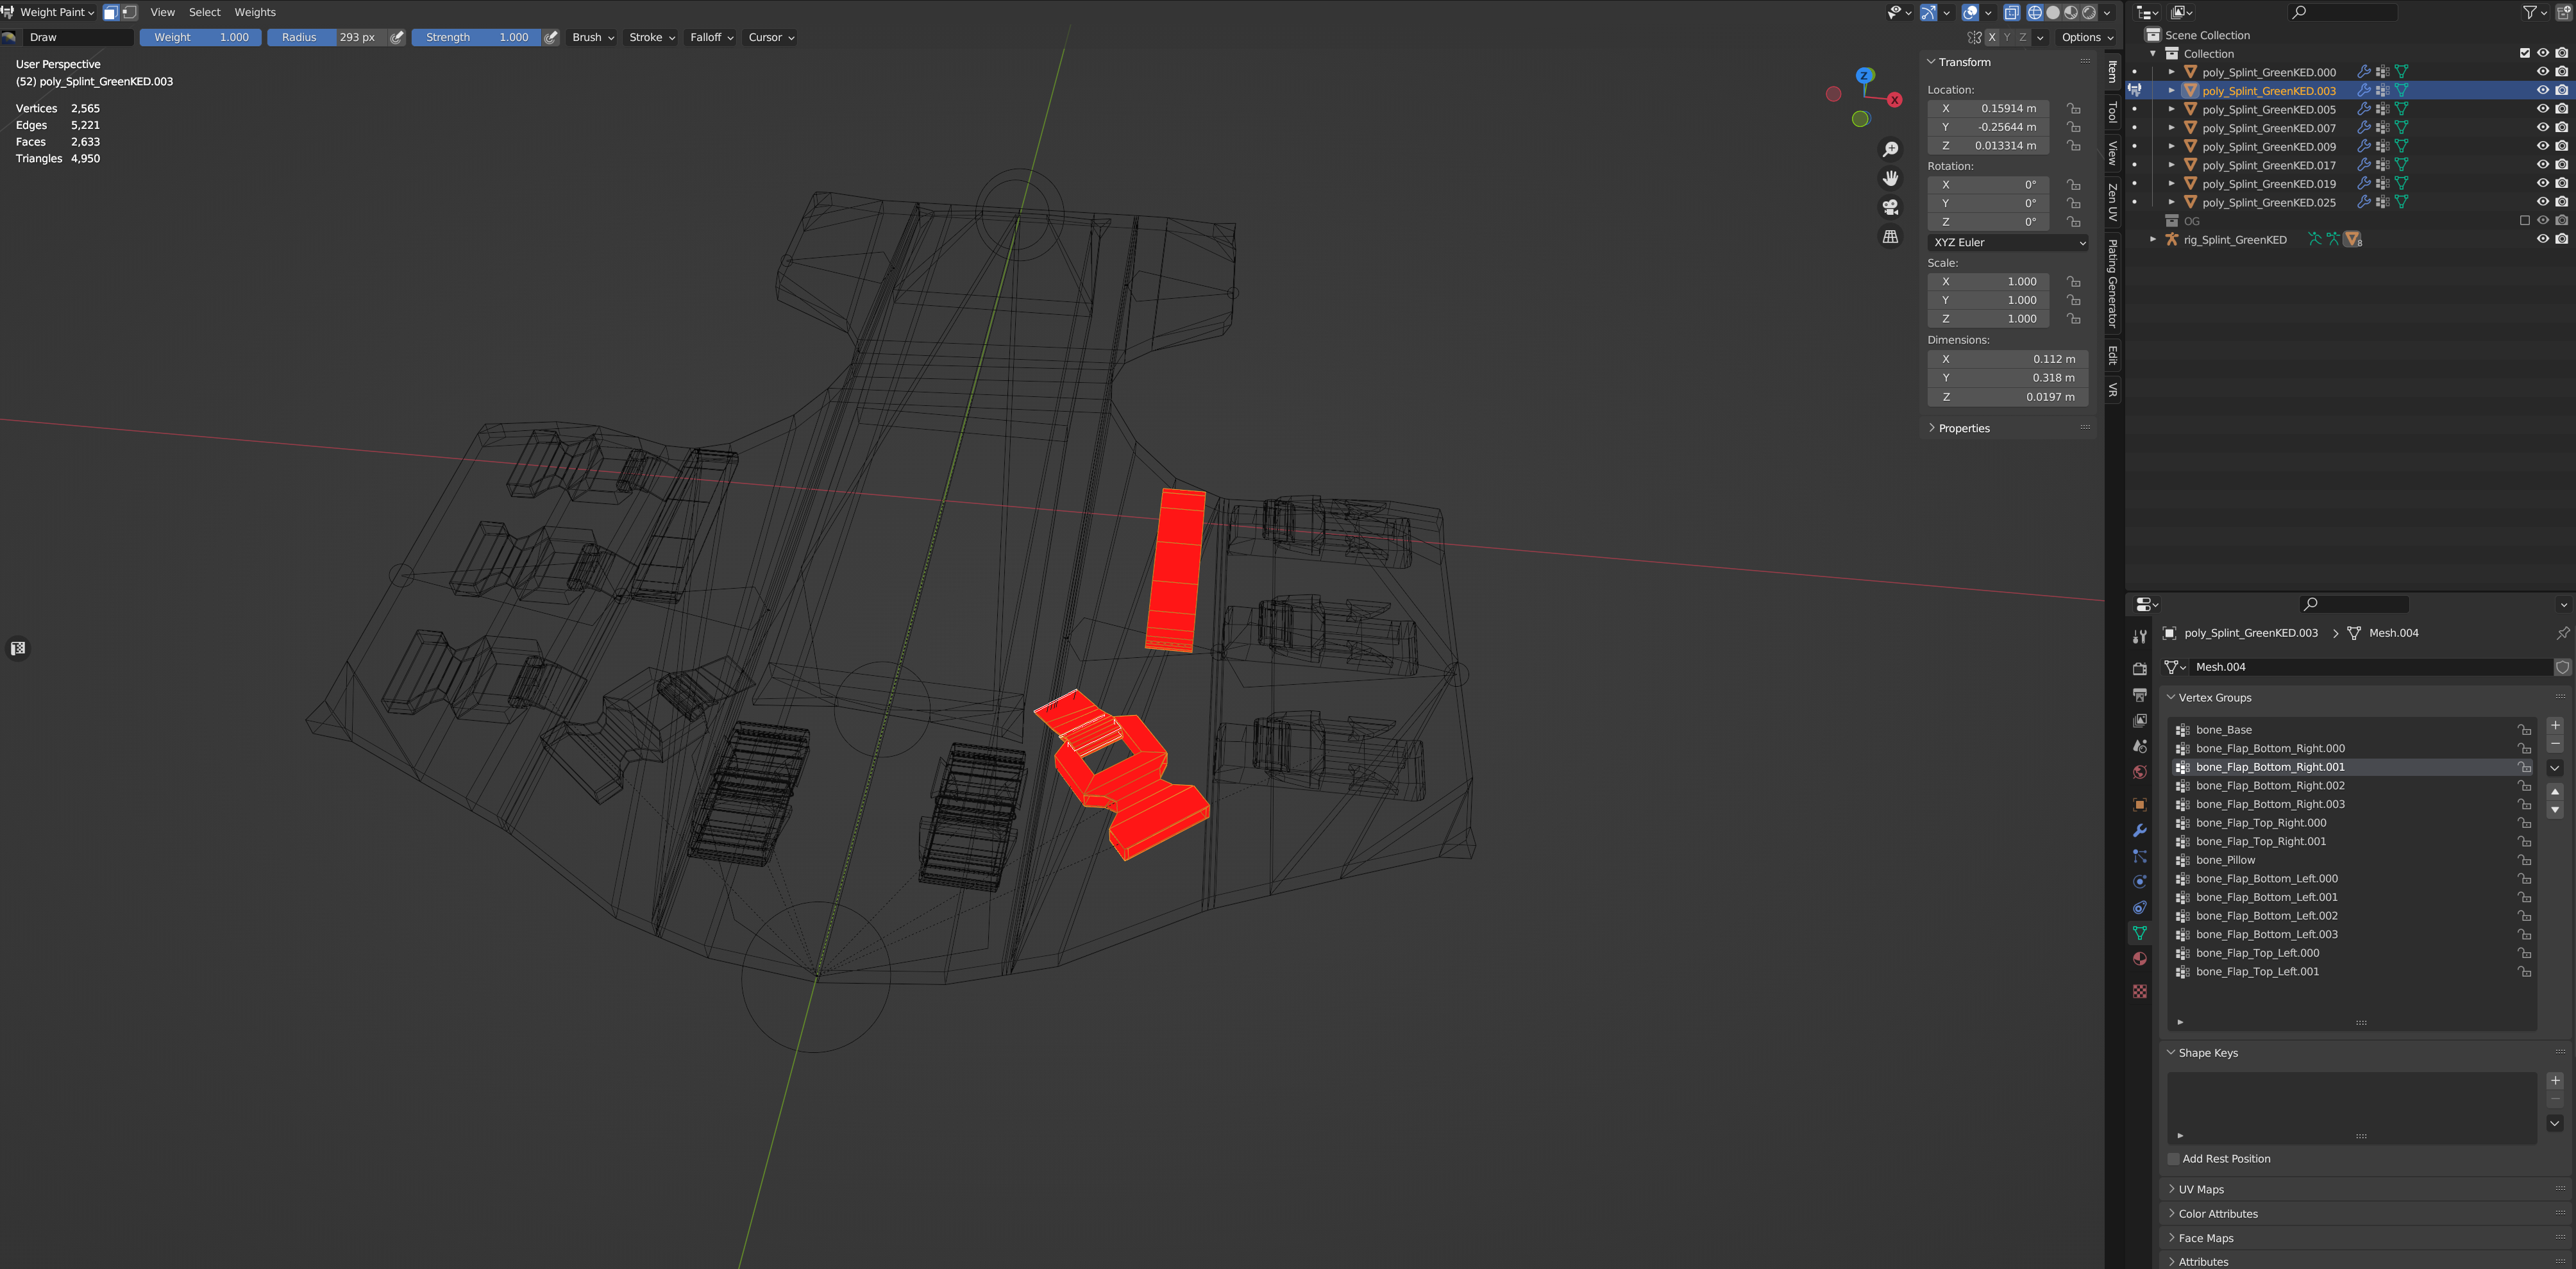 Weight Paint View Select Weights
Draw Weight 1.000 Radius 293 px Strength 1.000 Brush Stroke Falloff Cursor X Y Z Options
User Perspective
(52) poly_Splint_GreenKED.003
Vertices 2,565
Edges 5,221
Faces 2,633
Triangles 4,950
Z
X
Transform
Location:
X 0.15914 m
Y -0.25644 m
Z 0.013314 m
Rotation:
X 0°
Y 0°
Z 0°
XYZ Euler
Scale:
X 1.000
Y 1.000
Z 1.000
Dimensions:
X 0.112 m
Y 0.318 m
Z 0.0197 m
Properties
Item
Tool
View
Zen UV
Plating Generator
Edit
VR
Scene Collection
Collection
poly_Splint_GreenKED.000
poly_Splint_GreenKED.003
poly_Splint_GreenKED.005
poly_Splint_GreenKED.007
poly_Splint_GreenKED.009
poly_Splint_GreenKED.017
poly_Splint_GreenKED.019
poly_Splint_GreenKED.025
OG
rig_Splint_GreenKED 8
poly_Splint_GreenKED.003 > Mesh.004
Mesh.004
Vertex Groups
bone_Base
bone_Flap_Bottom_Right.000
bone_Flap_Bottom_Right.001
bone_Flap_Bottom_Right.002
bone_Flap_Bottom_Right.003
bone_Flap_Top_Right.000
bone_Flap_Top_Right.001
bone_Pillow
bone_Flap_Bottom_Left.000
bone_Flap_Bottom_Left.001
bone_Flap_Bottom_Left.002
bone_Flap_Bottom_Left.003
bone_Flap_Top_Left.000
bone_Flap_Top_Left.001
Shape Keys
Add Rest Position
UV Maps
Color Attributes
Face Maps
Attributes